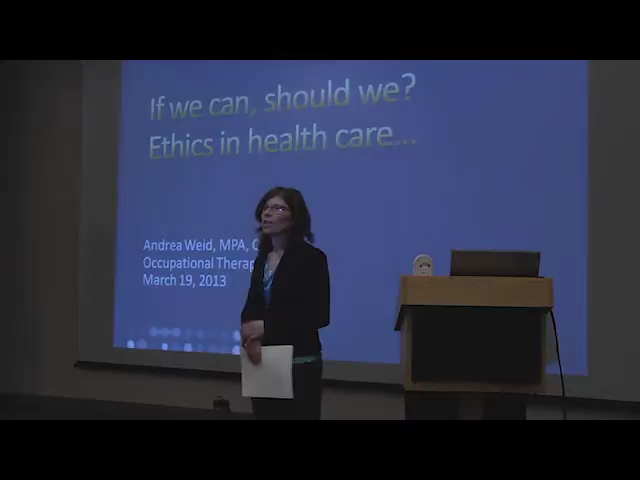 If we can, should we?
Ethics in health care...
Andrea Weid, MPA,
Occupational Therap
March 19, 2013